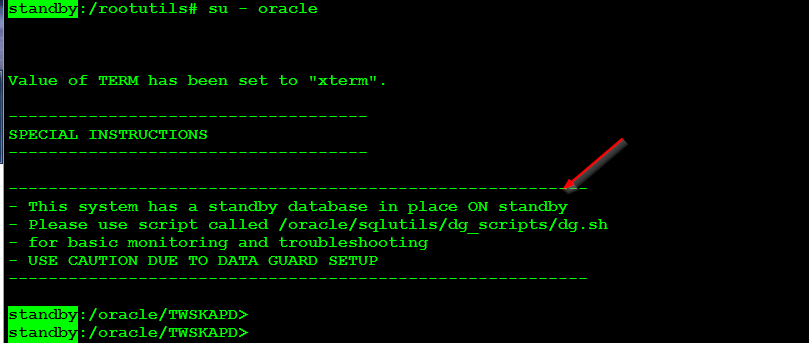 standby:/rootutils# su - oracle
Value of TERM has been set to "xterm".
------------------------------------
SPECIAL INSTRUCTIONS
------------------------------------
----------------------------------------------------------
- This system has a standby database in place ON standby
- Please use script called /oracle/sqlutils/dg_scripts/dg.sh
- for basic monitoring and troubleshooting
- USE CAUTION DUE TO DATA GUARD SETUP
----------------------------------------------------------
standby:/oracle/TWSKAPD>
standby:/oracle/TWSKAPD>